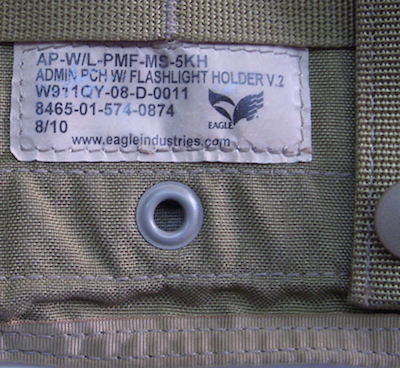 AP-W/L-PMF-MS-5KH
ADMIN PCH W/ FLASHLIGHT HOLDER V.2
W911QY-08-D-0011
8465-01-574-0874
8/10
EAGLE
www.eagleindustries.com